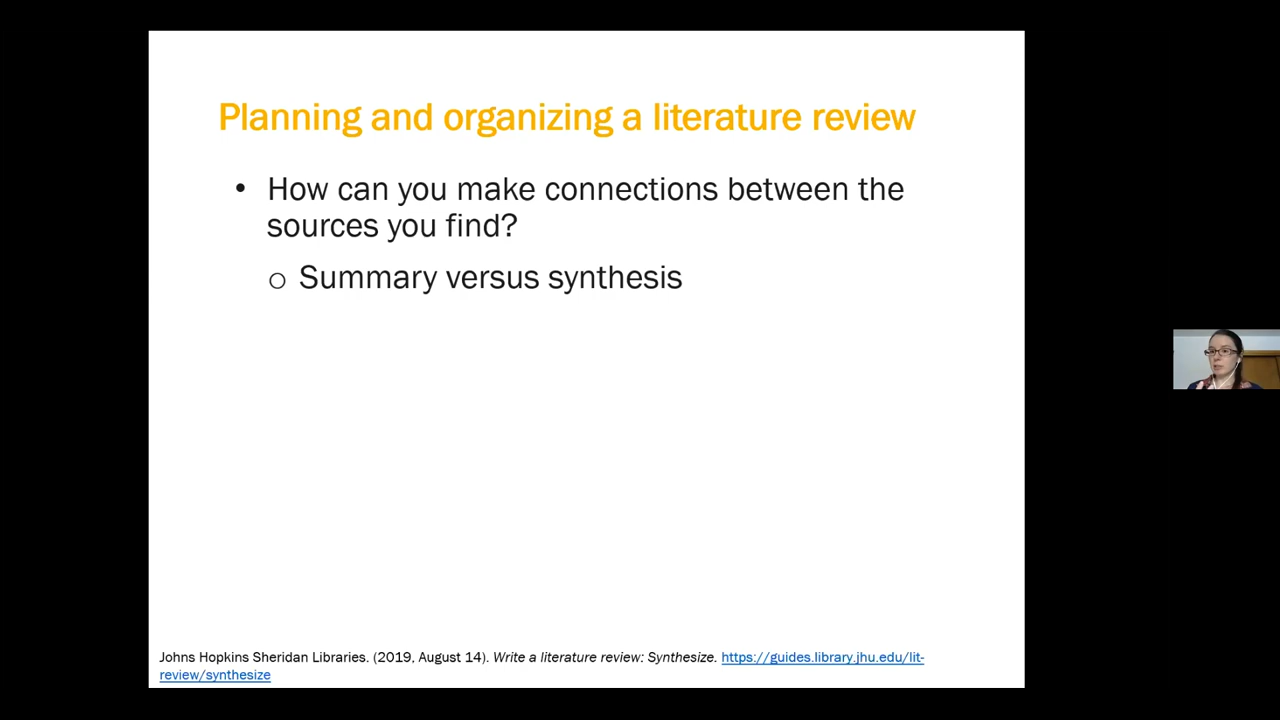 Planning and organizing a literature review
• How can you make connections between the
sources you find?
o Summary versus synthesis
Johns Hopkins Sheridan Libraries. (2019, August 14). Write a literature review: Synthesize. https://guides.library.jhu.edu/lit-
review/synthesize